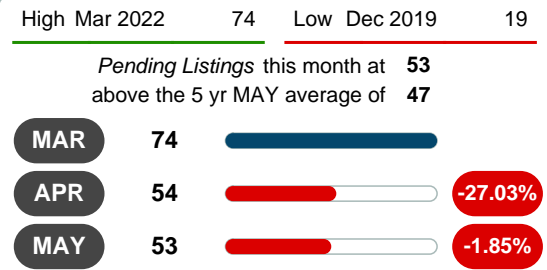 High Mar 2022 74 Low Dec 2019 19
Pending Listings this month at 53
above the 5 yr MAY average of 47
MAR 74
APR 54 -27.03%
MAY 53 -1.85%